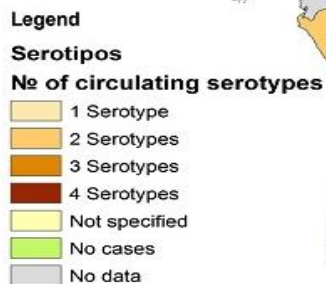 Legend
Serotipos
№ of circulating serotypes
1 Serotype
2 Serotypes
3 Serotypes
4 Serotypes
Not specified
No cases
No data